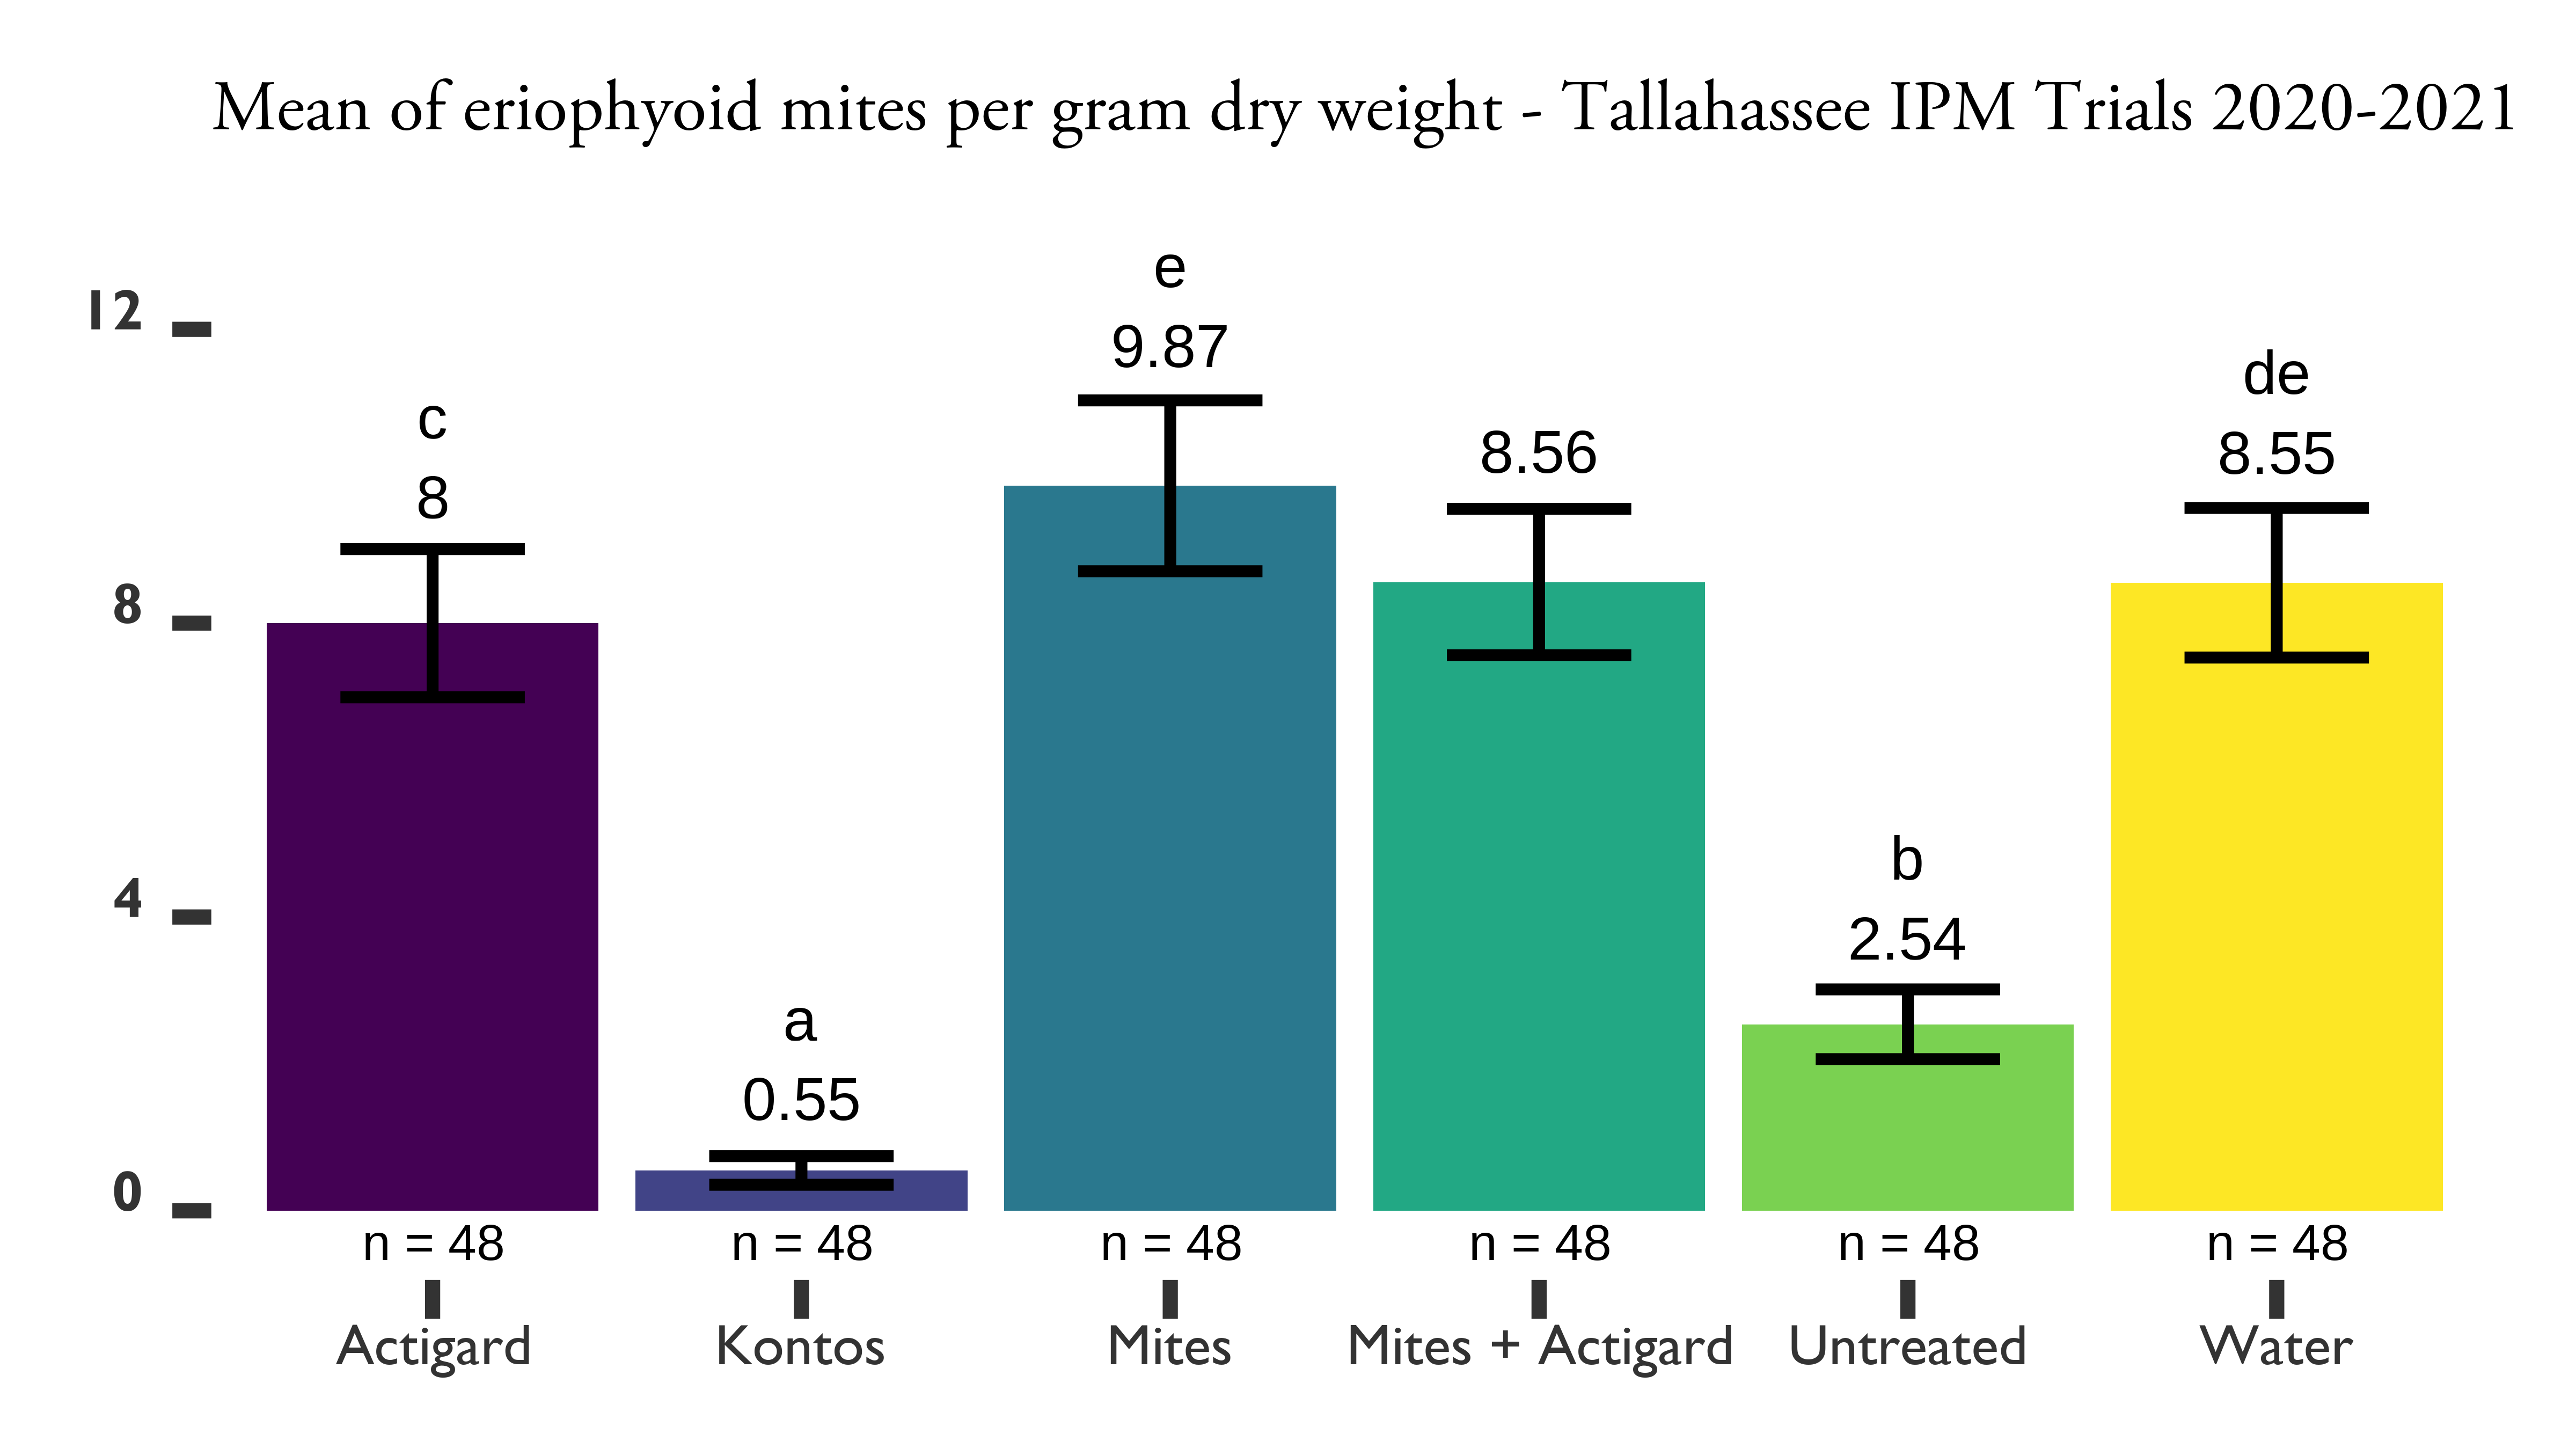 Mean of eriophyoid mites per gram dry weight - Tallahassee IPM Trials 2020-2021
12
8
4
0
c
8
a
0.55
e
9.87
8.56
b
2.54
de
8.55
n = 48
n = 48
n = 48
n = 48
n = 48
n = 48
Actigard
Kontos
Mites
Mites + Actigard
Untreated
Water